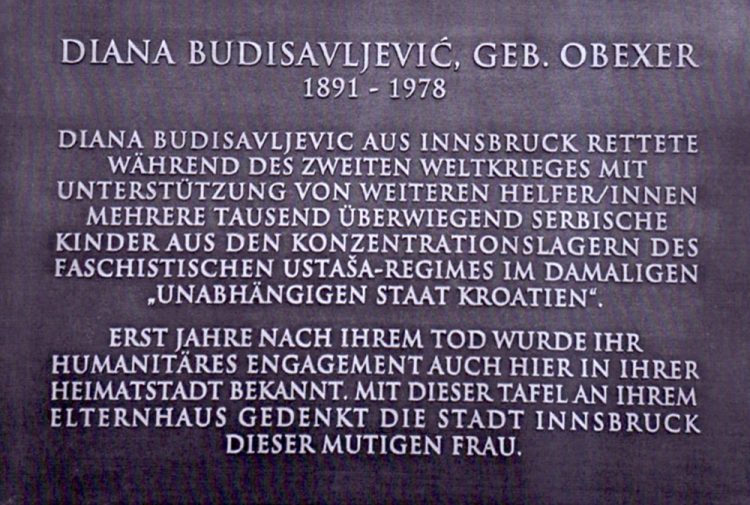 DIANA BUDISAVLJEVIĆ, GEB. OBEXER
1891 - 1978
DIANA BUDISAVLJEVIC AUS INNSBRUCK RETTETE
WÄHREND DES ZWEITEN WELTKRIEGES MIT
UNTERSTÜTZUNG VON WEITEREN HELFER/INNEN
MEHRERE TAUSEND ÜBERWIEGEND SERBISCHE
KINDER AUS DEN KONZENTRATIONSLAGERN DES
FASCHISTISCHEN USTAŠA-REGIMES IM DAMALIGEN
„UNABHÄNGIGEN STAAT KROATIEN“.
ERST JAHRE NACH IHREM TOD WURDE IHR
HUMANITÄRES ENGAGEMENT AUCH HIER IN IHRER
HEIMATSTADT BEKANNT. MIT DIESER TAFEL AN IHREM
ELTERNHAUS GEDENKT DIE STADT INNSBRUCK
DIESER MUTIGEN FRAU.